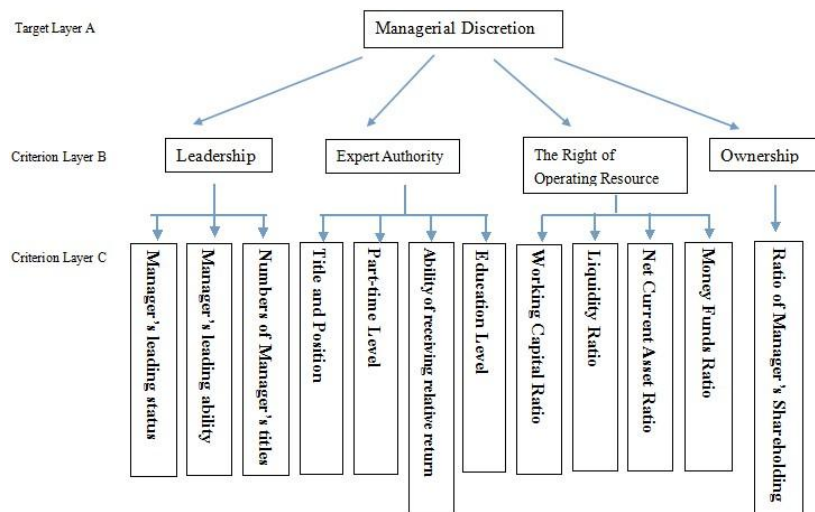 Target Layer A
Managerial Discretion
Criterion Layer B
Leadership
Expert Authority
The Right of
Operating Resource
Ownership
Criterion Layer C
Manager's leading
status
Manager's leading
ability
Numbers of
Manager's titles
Title and Position
Part-time Level
Ability of receiving relative
return
Education Level
Working Capital Ratio
Liquidity Ratio
Net Current Asset Ratio
Money Funds Ratio
Ratio of Manager's Shareholding